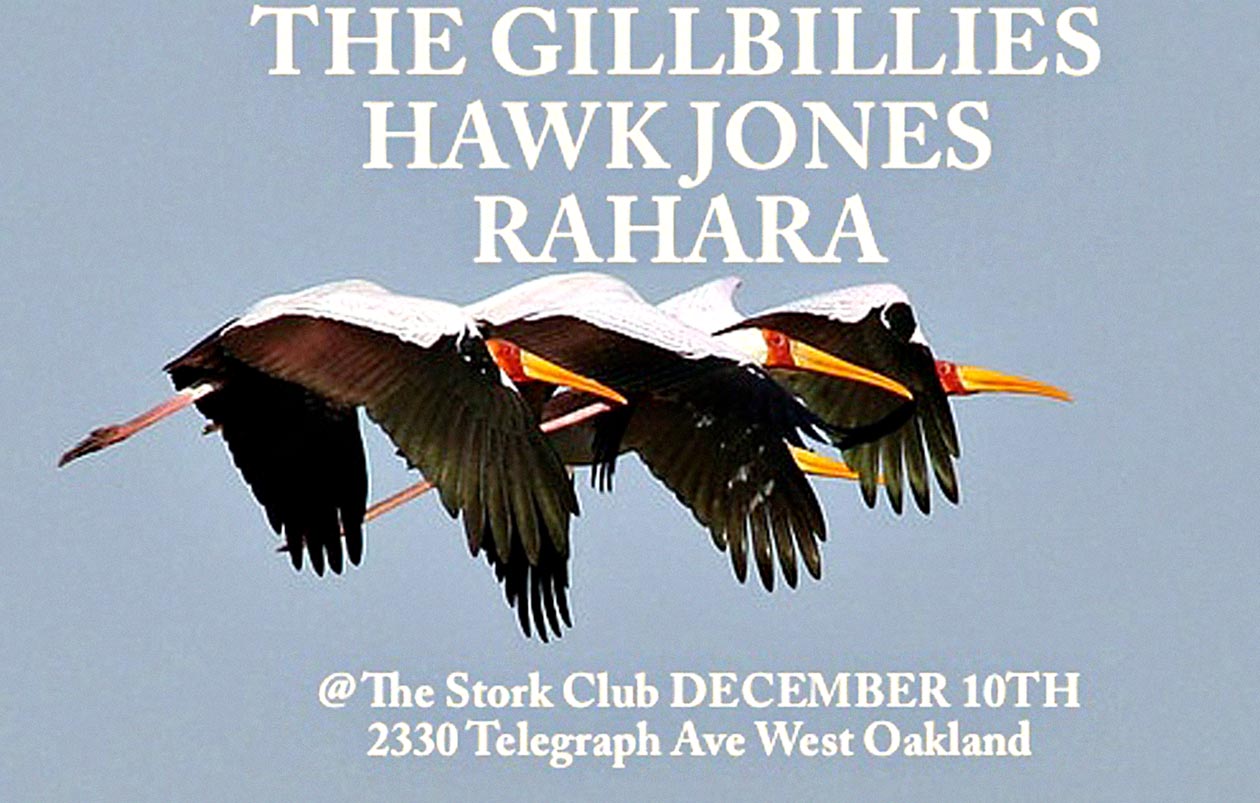 THE GILLBILLIES
HAWK JONES
RAHARA
@ The Stork Club DECEMBER 10TH
2330 Telegraph Ave West Oakland